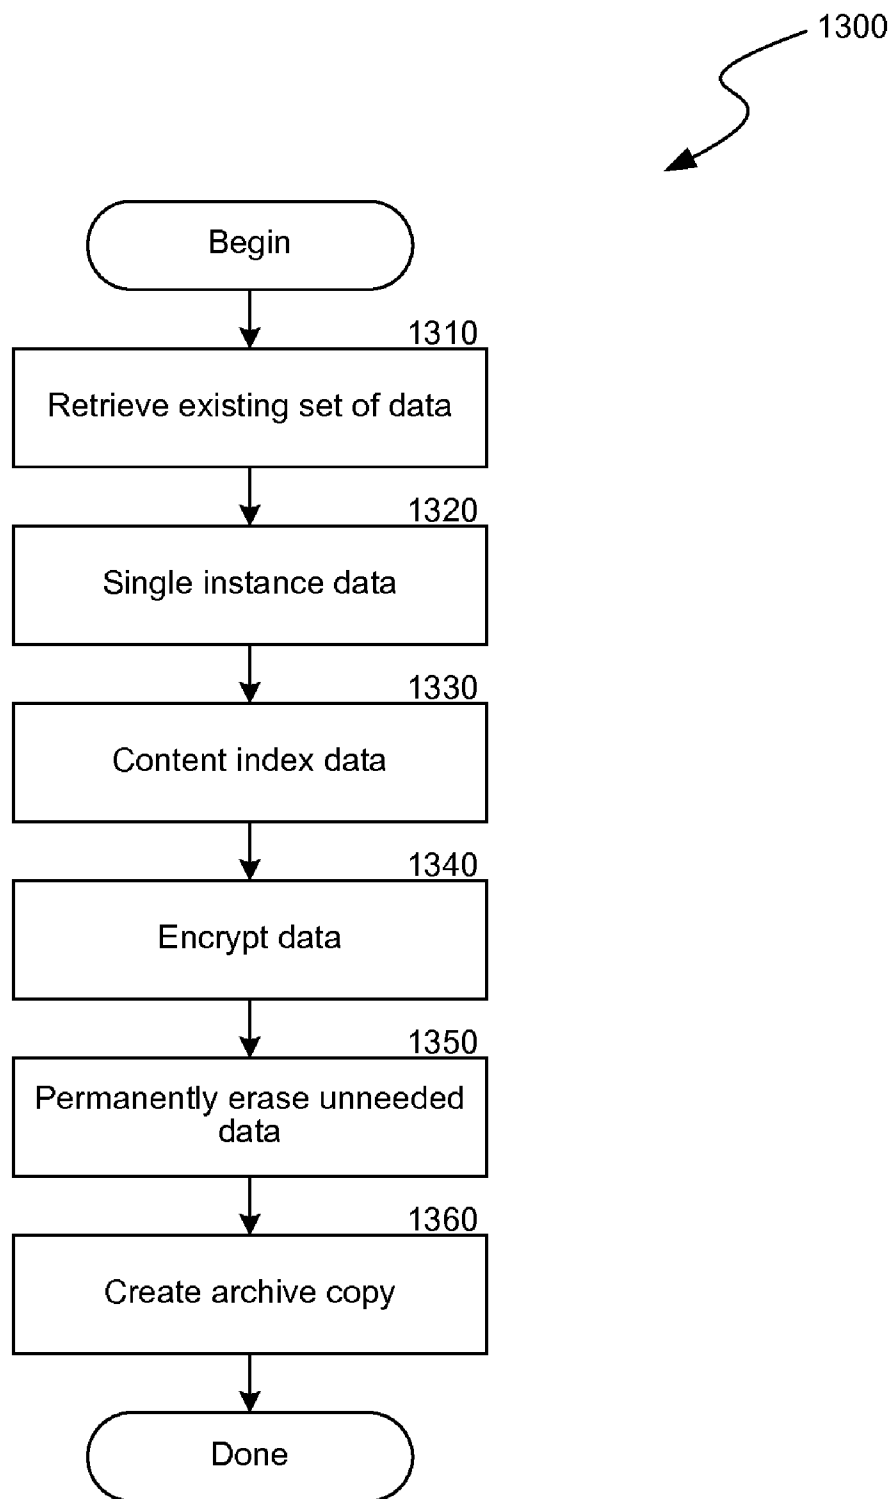 1300
Begin
1310
Retrieve existing set of data
1320
Single instance data
1330
Content index data
1340
Encrypt data
1350
Permanently erase unneeded
data
1360
Create archive copy
Done